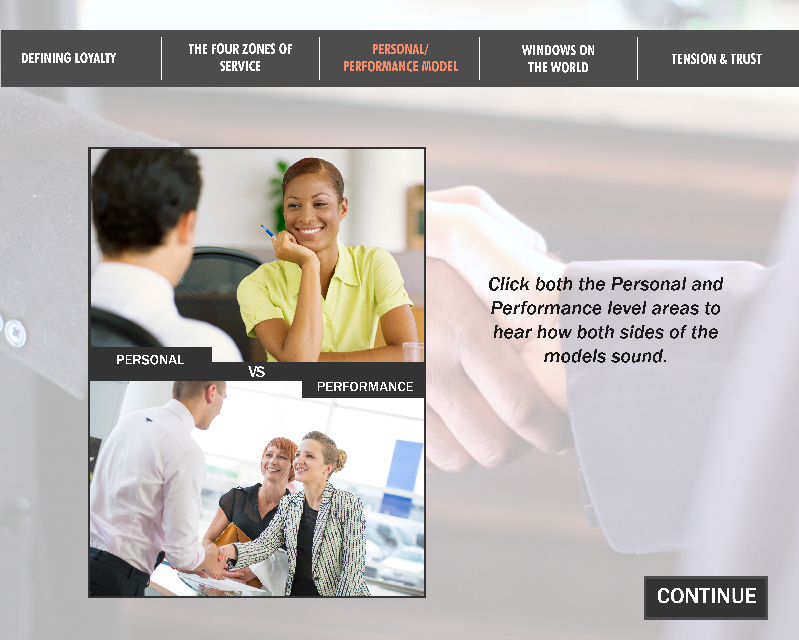 DEFINING LOYALTY
THE FOUR ZONES OF
SERVICE
PERSONAL/
PERFORMANCE MODEL
WINDOWS ON
THE WORLD
TENSION & TRUST
PERSONAL
VS
PERFORMANCE
Click both the Personal and
Performance level areas to
hear how both sides of the
models sound.
CONTINUE